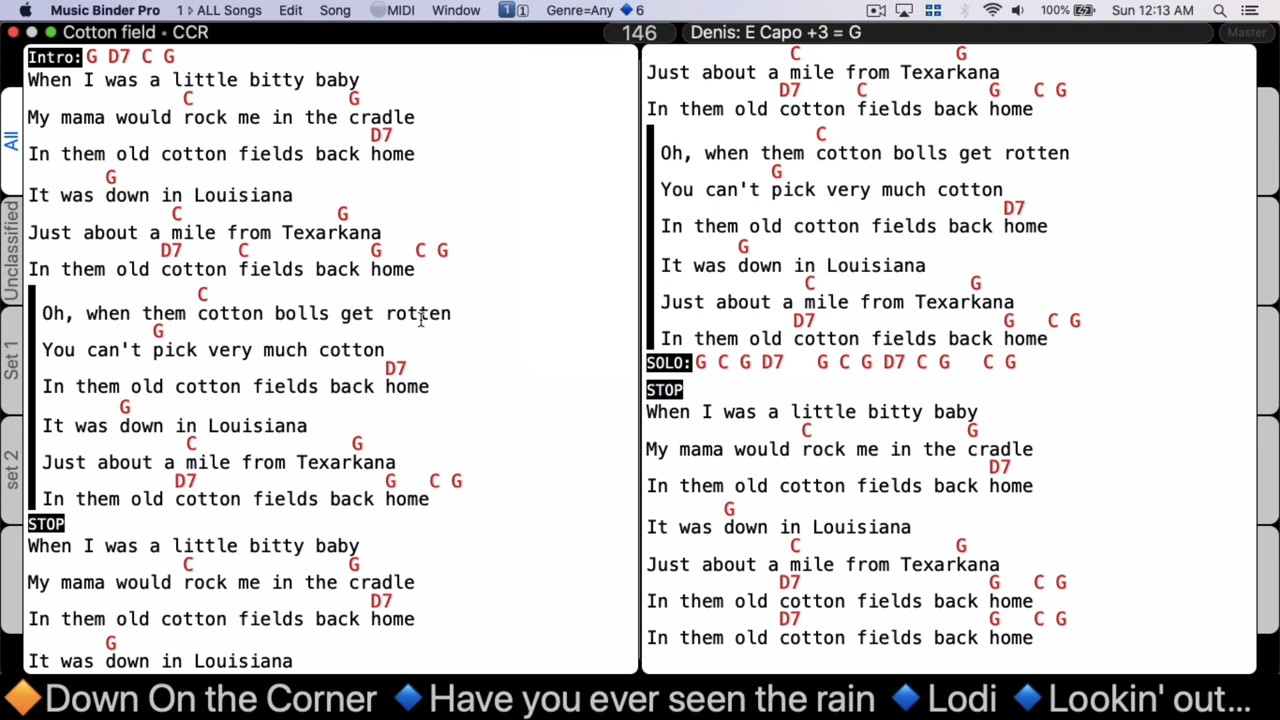 Music Binder Pro 1 ▷ ALL Songs Edit Song MIDI Window 1 1 Genre=Any 🔷 6 100% Sun 12:13 AM
Cotton field • CCR 146 Denis: E Capo +3 = G Master
All
Unclassified
Set 1
set 2
Intro: G D7 C G
When I was a little bitty baby
C G
My mama would rock me in the cradle
D7
In them old cotton fields back home
G
It was down in Louisiana
C G
Just about a mile from Texarkana
D7 C G C G
In them old cotton fields back home
C
Oh, when them cotton bolls get rotten
G
You can't pick very much cotton
D7
In them old cotton fields back home
G
It was down in Louisiana
C G
Just about a mile from Texarkana
D7 G C G
In them old cotton fields back home
STOP
When I was a little bitty baby
C G
My mama would rock me in the cradle
D7
In them old cotton fields back home
G
It was down in Louisiana
C G
Just about a mile from Texarkana
D7 C G C G
In them old cotton fields back home
C
Oh, when them cotton bolls get rotten
G
You can't pick very much cotton
D7
In them old cotton fields back home
G
It was down in Louisiana
C G
Just about a mile from Texarkana
D7 G C G
In them old cotton fields back home
SOLO: G C G D7 G C G D7 C G C G
STOP
When I was a little bitty baby
C G
My mama would rock me in the cradle
D7
In them old cotton fields back home
G
It was down in Louisiana
C G
Just about a mile from Texarkana
D7 G C G
In them old cotton fields back home
D7 G C G
In them old cotton fields back home
🔶Down On the Corner 🔷Have you ever seen the rain 🔷Lodi 🔷Lookin' out...